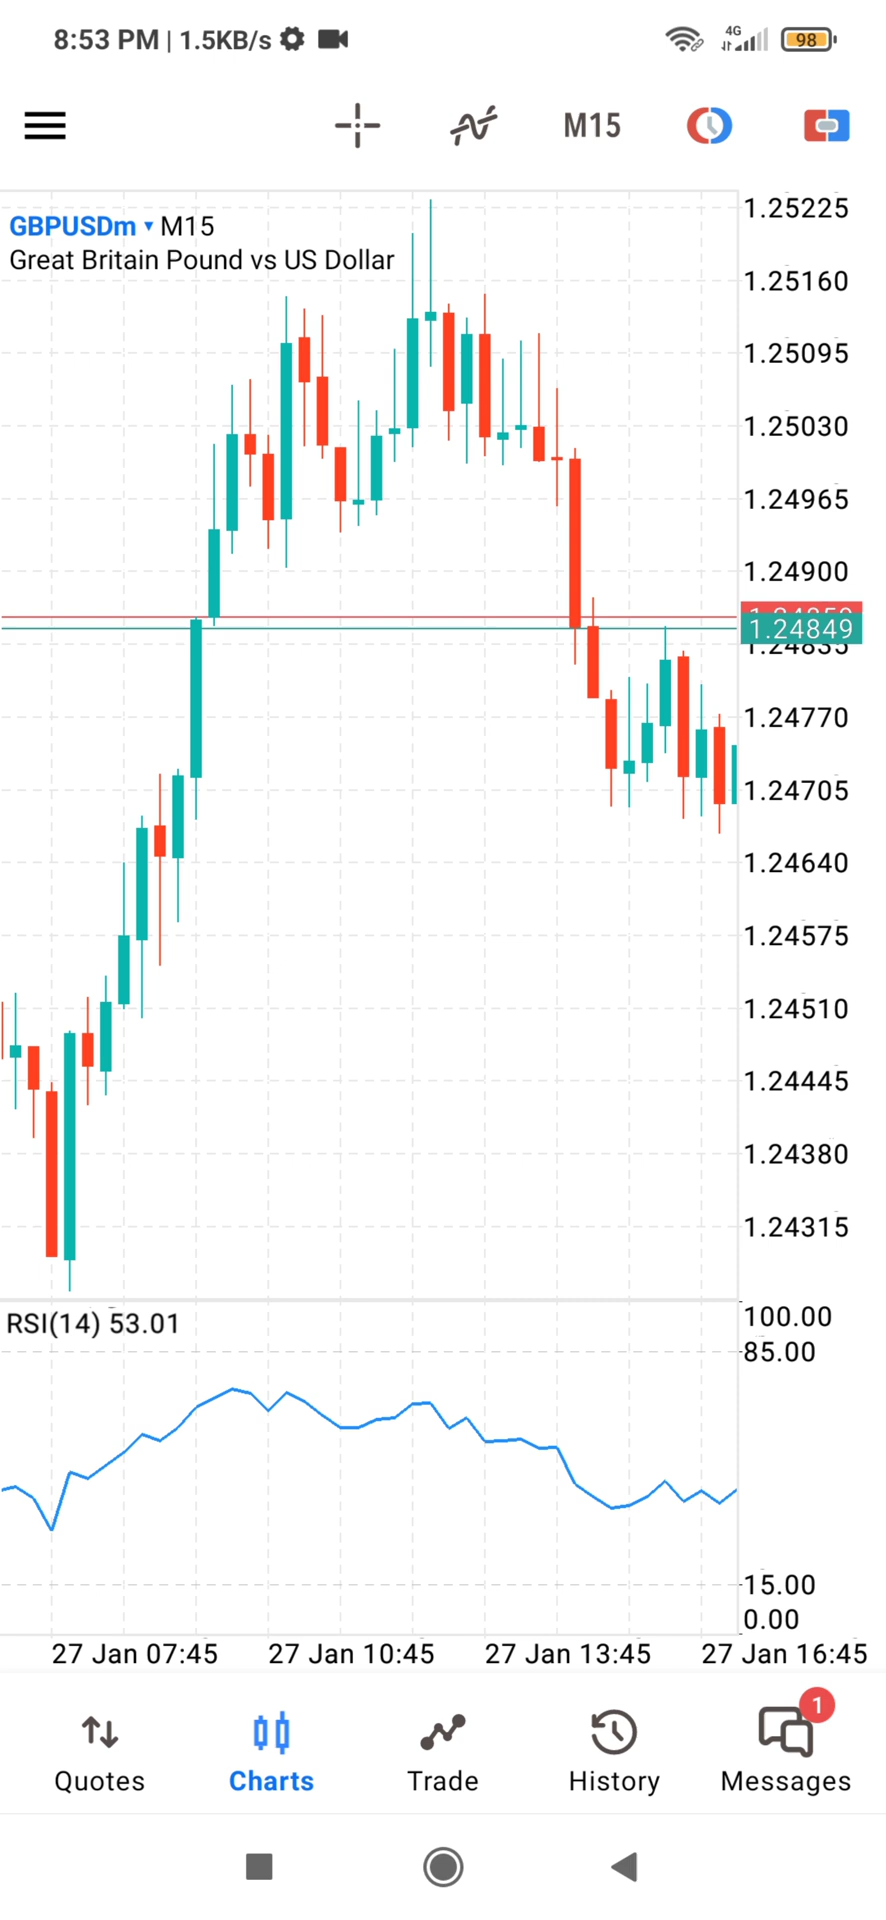 8:53 PM | 1.5KB/s
4G
98
M15
GBPUSDm M15
Great Britain Pound vs US Dollar
1.25225
1.25160
1.25095
1.25030
1.24965
1.24900
1.24849
1.24835
1.24770
1.24705
1.24640
1.24575
1.24510
1.24445
1.24380
1.24315
RSI(14) 53.01
100.00
85.00
15.00
0.00
27 Jan 07:45
27 Jan 10:45
27 Jan 13:45
27 Jan 16:45
1
Quotes
Charts
Trade
History
Messages